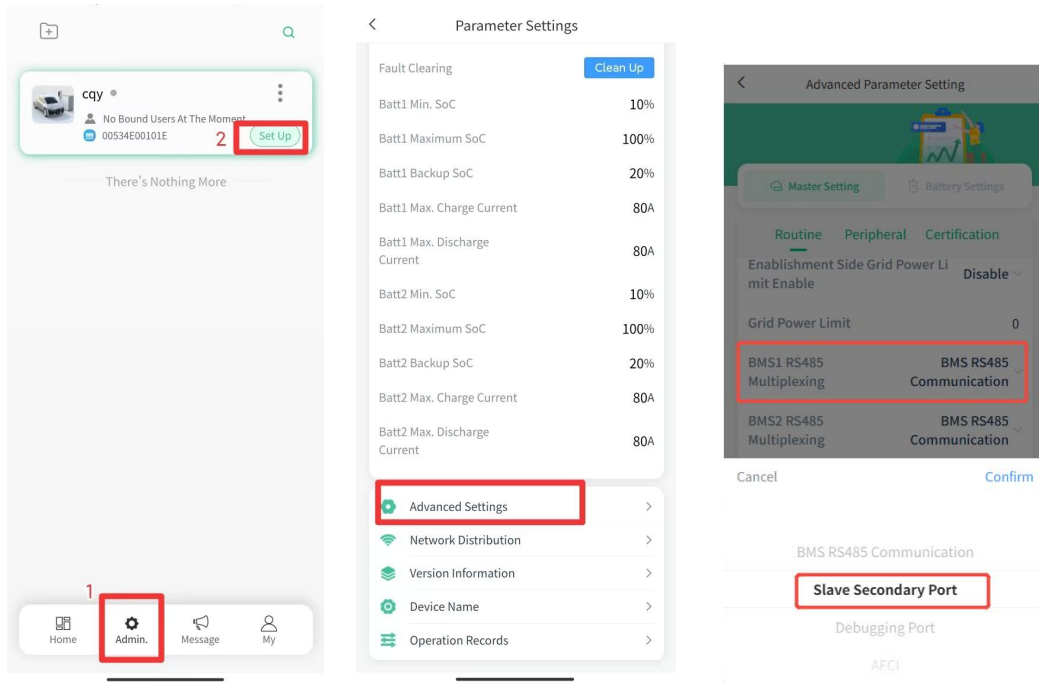 cqy
No Bound Users At The Moment
00534E00101E
2
Set Up
There's Nothing More
1
Home
Admin.
Message
My
Parameter Settings
Fault Clearing
Clean Up
Batt1 Min. SoC
10%
Batt1 Maximum SoC
100%
Batt1 Backup SoC
20%
Batt1 Max. Charge Current
80A
Batt1 Max. Discharge
Current
80A
Batt2 Min. SoC
10%
Batt2 Maximum SoC
100%
Batt2 Backup SoC
20%
Batt2 Max. Charge Current
80A
Batt2 Max. Discharge
Current
80A
Advanced Settings
Network Distribution
Version Information
Device Name
Operation Records
Advanced Parameter Setting
Master Setting
Battery Settings
Routine
Peripheral
Certification
Enablishment Side Grid Power Li
mit Enable
Disable
Grid Power Limit
0
BMS1 RS485
Multiplexing
BMS RS485
Communication
BMS2 RS485
Multiplexing
BMS RS485
Communication
Cancel
Confirm
BMS RS485 Communication
Slave Secondary Port
Debugging Port
AFCI